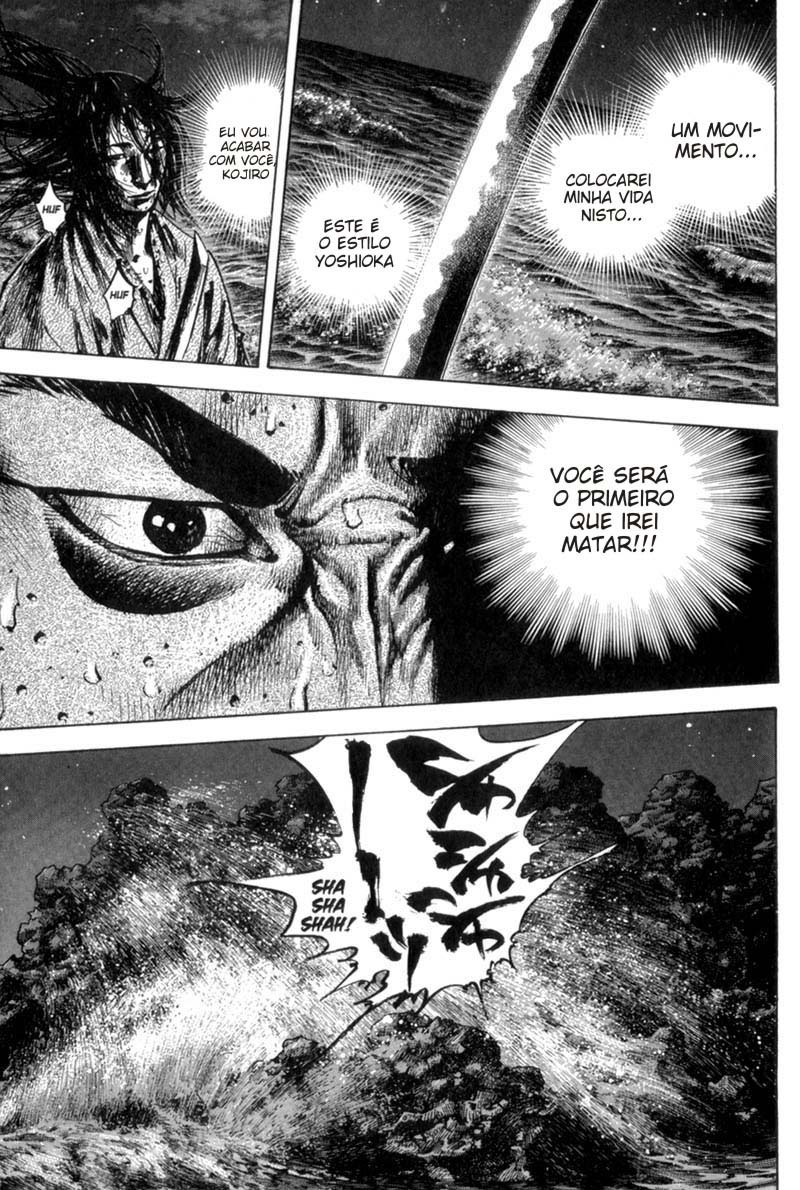 UM MOVI-
MENTO...
COLOCAREI
MINHA VIDA
NISTO...
ESTE É
O ESTILO
YOSHIOKA
EU VOU
ACABAR
COM VOCÊ,
KOJIRO
HUF
HUF
VOCÊ SERÁ
O PRIMEIRO
QUE IREI
MATAR!!!
SHA
SHA
SHAH!